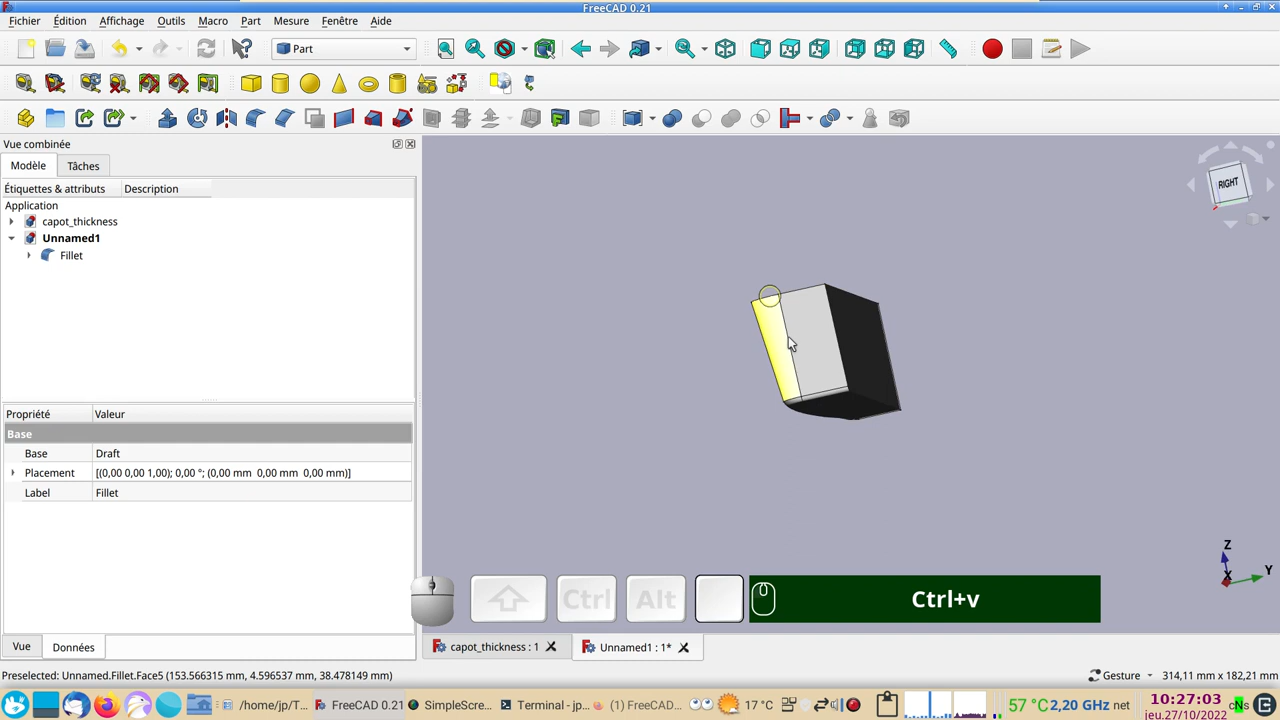 FreeCAD 0.21
Fichier Édition Affichage Outils Macro Part Mesure Fenêtre Aide
Part
Vue combinée
Modèle Tâches
Étiquettes & attributs Description
Application
capot_thickness
Unnamed1
Fillet
RIGHT
Propriété Valeur
Base
Base Draft
Placement [(0,00 0,00 1,00); 0,00 °; (0,00 mm 0,00 mm 0,00 mm)]
Label Fillet
Z
Y
X
Ctrl Alt Ctrl+v
Vue Données
capot_thickness : 1 Unnamed1 : 1*
Preselected: Unnamed.Fillet.Face5 (153.566315 mm, 4.596537 mm, 38.478149 mm) Gesture 314,11 mm x 182,21 mm
/home/jp/T... FreeCAD 0.21 SimpleScre... Terminal - jp... (1) FreeCAD... 17 °C 57 °C 2,20 GHz net 10:27:03 cNs
jeu.27/10/2022